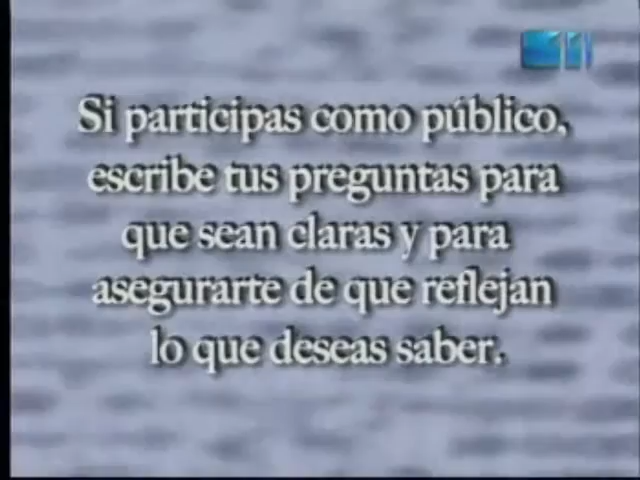 Si participas como público,
escribe tus preguntas para
que sean claras y para
asegurarte de que reflejan
lo que deseas saber.